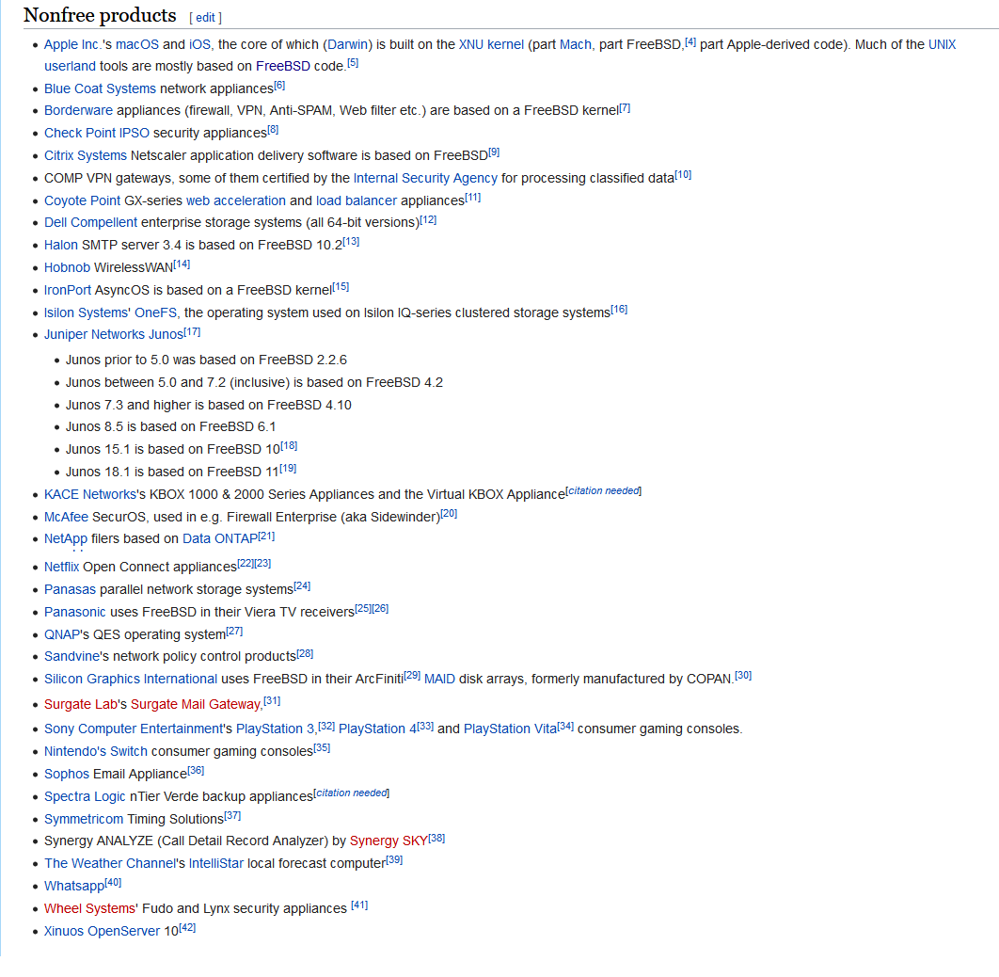 Nonfree products [ edit ]
Apple Inc.'s macOS and iOS, the core of which (Darwin) is built on the XNU kernel (part Mach, part FreeBSD,[4] part Apple-derived code). Much of the UNIX
userland tools are mostly based on FreeBSD code.[5]
Blue Coat Systems network appliances[6]
Borderware appliances (firewall, VPN, Anti-SPAM, Web filter etc.) are based on a FreeBSD kernel[7]
Check Point IPSO security appliances[8]
Citrix Systems Netscaler application delivery software is based on FreeBSD[9]
COMP VPN gateways, some of them certified by the Internal Security Agency for processing classified data[10]
Coyote Point GX-series web acceleration and load balancer appliances[11]
Dell Compellent enterprise storage systems (all 64-bit versions)[12]
Halon SMTP server 3.4 is based on FreeBSD 10.2[13]
Hobnob WirelessWAN[14]
IronPort AsyncOS is based on a FreeBSD kernel[15]
Isilon Systems' OneFS, the operating system used on Isilon IQ-series clustered storage systems[16]
Juniper Networks Junos[17]
Junos prior to 5.0 was based on FreeBSD 2.2.6
Junos between 5.0 and 7.2 (inclusive) is based on FreeBSD 4.2
Junos 7.3 and higher is based on FreeBSD 4.10
Junos 8.5 is based on FreeBSD 6.1
Junos 15.1 is based on FreeBSD 10[18]
Junos 18.1 is based on FreeBSD 11[19]
KACE Networks's KBOX 1000 & 2000 Series Appliances and the Virtual KBOX Appliance[citation needed]
McAfee SecurOS, used in e.g. Firewall Enterprise (aka Sidewinder)[20]
NetApp filers based on Data ONTAP[21]
Netflix Open Connect appliances[22][23]
Panasas parallel network storage systems[24]
Panasonic uses FreeBSD in their Viera TV receivers[25][26]
QNAP's QES operating system[27]
Sandvine's network policy control products[28]
Silicon Graphics International uses FreeBSD in their ArcFiniti[29] MAID disk arrays, formerly manufactured by COPAN.[30]
Surgate Lab's Surgate Mail Gateway,[31]
Sony Computer Entertainment's PlayStation 3,[32] PlayStation 4[33] and PlayStation Vita[34] consumer gaming consoles.
Nintendo's Switch consumer gaming consoles[35]
Sophos Email Appliance[36]
Spectra Logic nTier Verde backup appliances[citation needed]
Symmetricom Timing Solutions[37]
Synergy ANALYZE (Call Detail Record Analyzer) by Synergy SKY[38]
The Weather Channel's IntelliStar local forecast computer[39]
Whatsapp[40]
Wheel Systems' Fudo and Lynx security appliances [41]
Xinuos OpenServer 10[42]